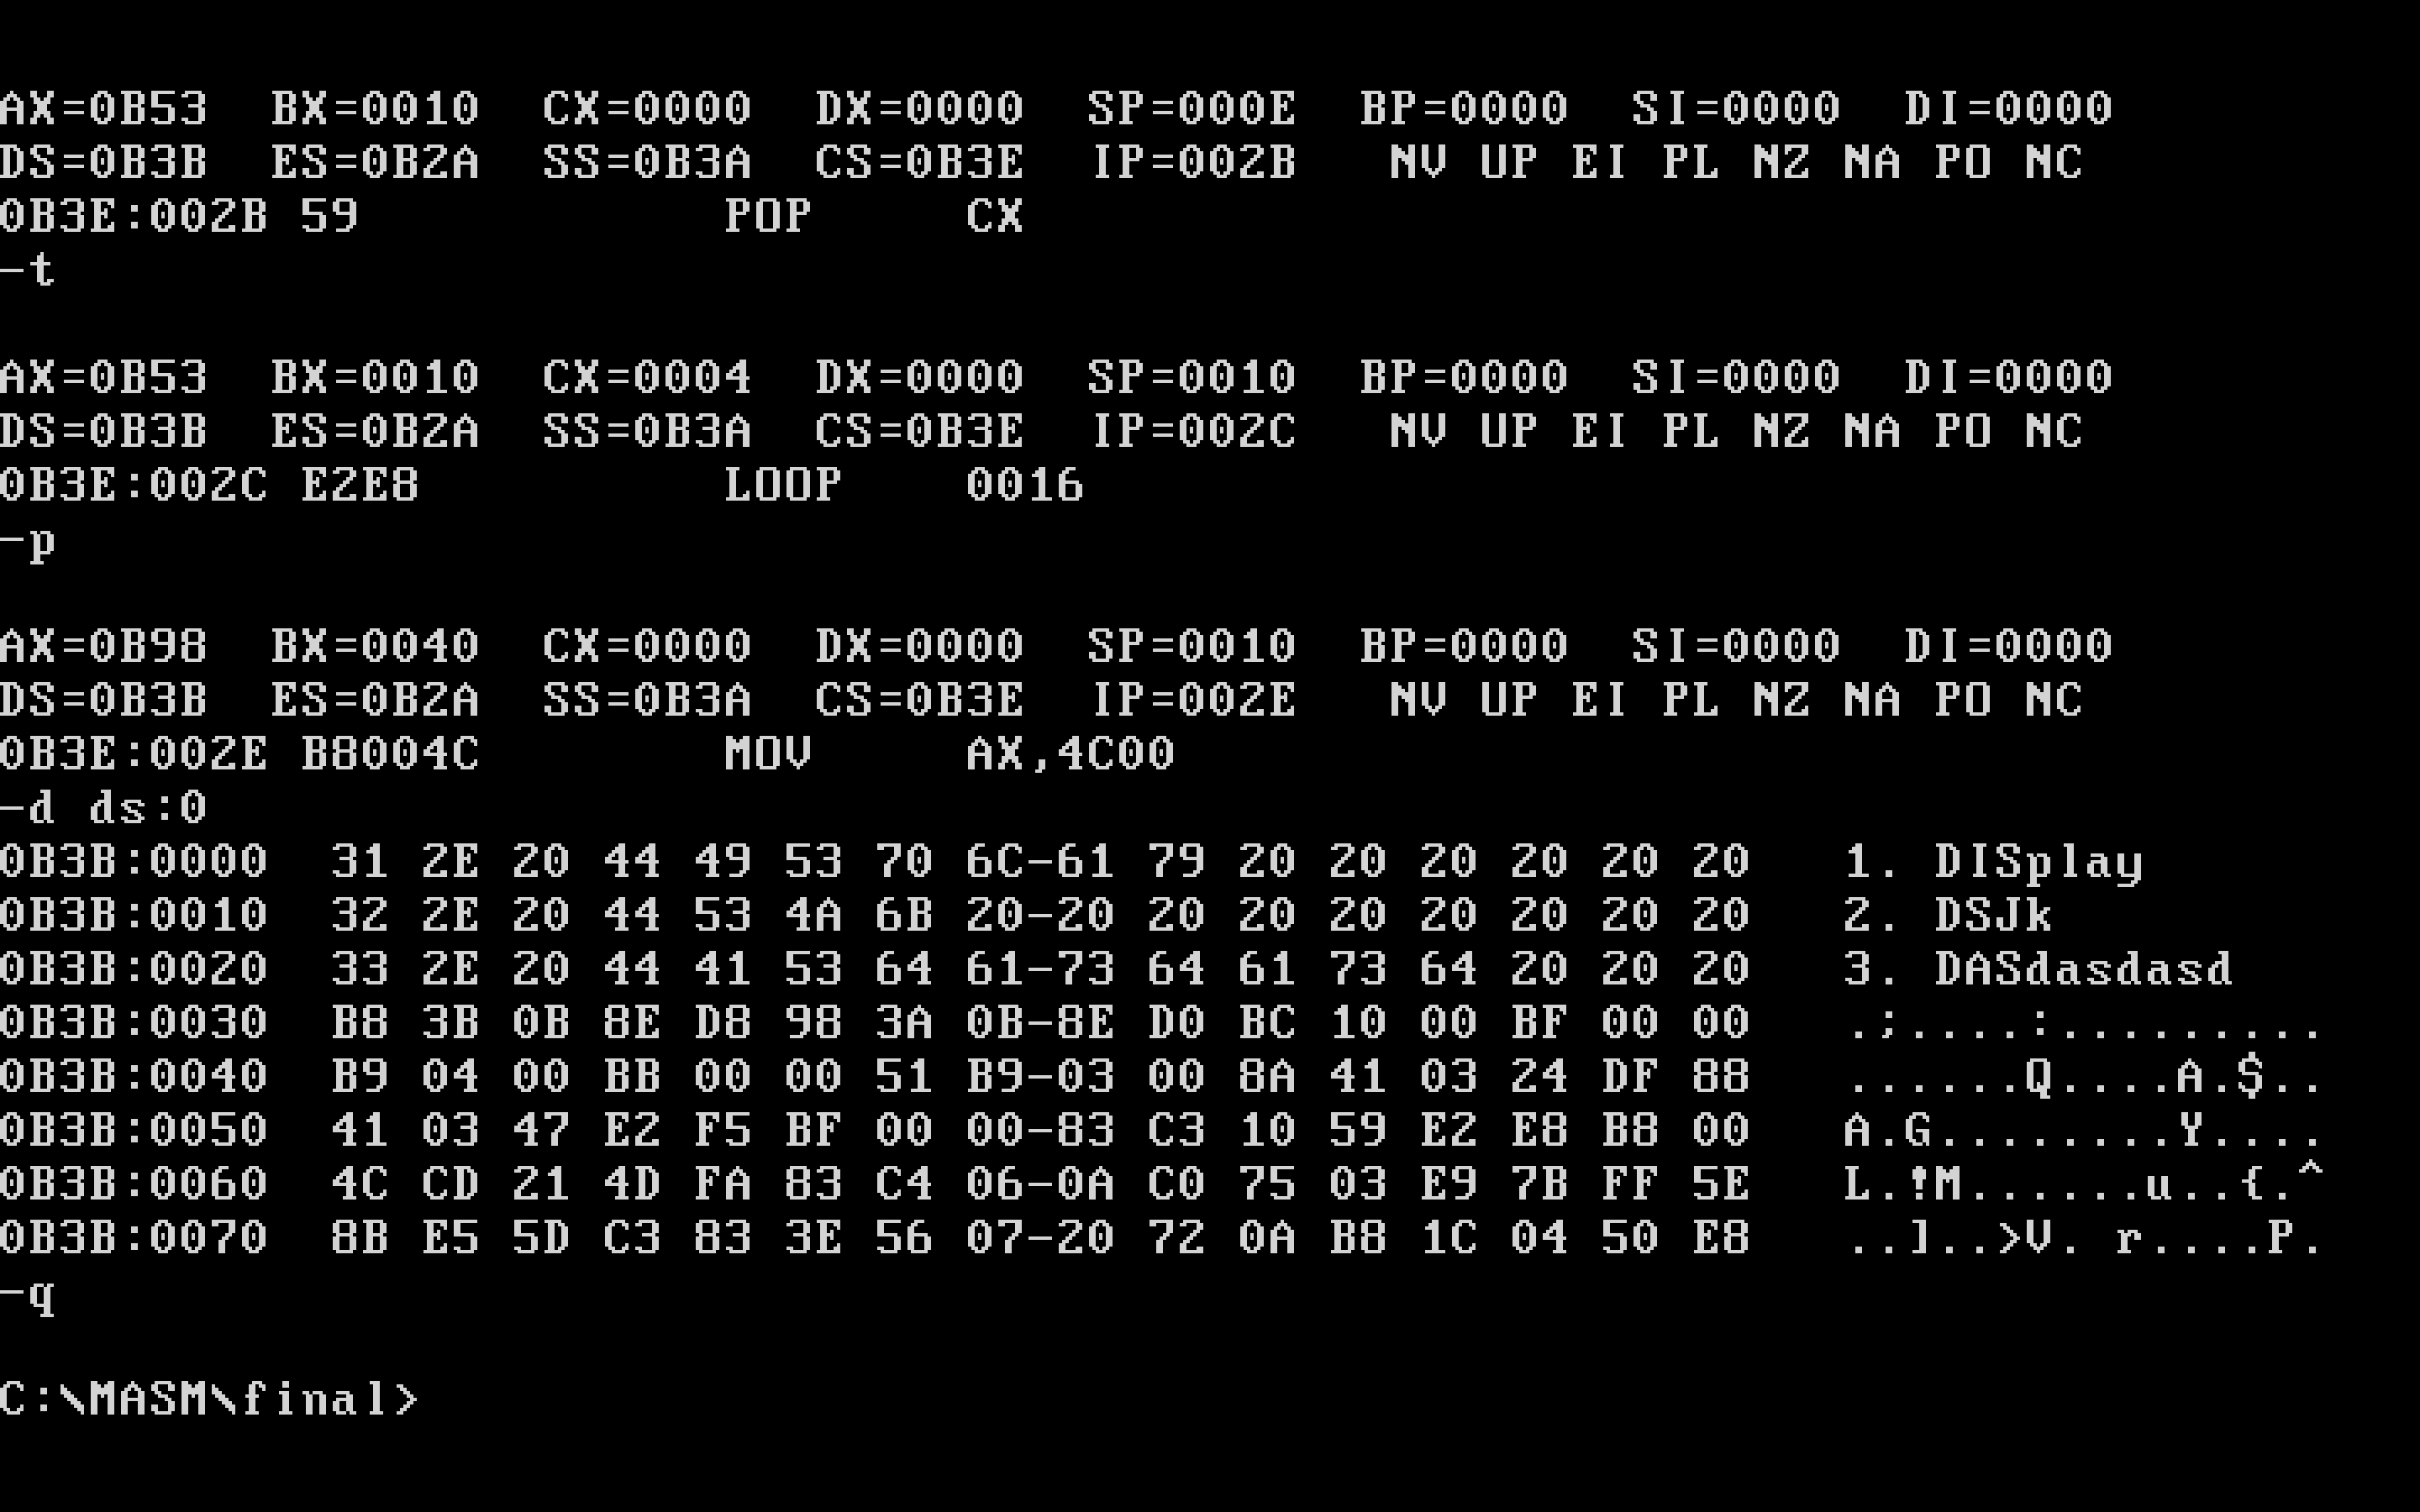 AX=0B53  BX=0010  CX=0000  DX=0000  SP=000E  BP=0000  SI=0000  DI=0000
DS=0B3B  ES=0B2A  SS=0B3A  CS=0B3E  IP=002B   NV UP EI PL NZ NA PO NC
0B3E:002B 59            POP     CX
-t
AX=0B53  BX=0010  CX=0004  DX=0000  SP=0010  BP=0000  SI=0000  DI=0000
DS=0B3B  ES=0B2A  SS=0B3A  CS=0B3E  IP=002C   NV UP EI PL NZ NA PO NC
0B3E:002C E2E8          LOOP    0016
-p
AX=0B98  BX=0040  CX=0000  DX=0000  SP=0010  BP=0000  SI=0000  DI=0000
DS=0B3B  ES=0B2A  SS=0B3A  CS=0B3E  IP=002E   NV UP EI PL NZ NA PO NC
0B3E:002E B8004C        MOV     AX,4C00
-d ds:0
0B3B:0000  31 2E 20 44 49 53 70 6C-61 79 20 20 20 20 20 20   1. DISplay
0B3B:0010  32 2E 20 44 53 4A 6B 20-20 20 20 20 20 20 20 20   2. DSJk
0B3B:0020  33 2E 20 44 41 53 64 61-73 64 61 73 64 20 20 20   3. DASdasdasd
0B3B:0030  B8 3B 0B 8E D8 98 3A 0B-8E D0 BC 10 00 BF 00 00   .;....:.........
0B3B:0040  B9 04 00 BB 00 00 51 B9-03 00 8A 41 03 24 DF 88   ......Q....A.$..
0B3B:0050  41 03 47 E2 F5 BF 00 00-83 C3 10 59 E2 E8 B8 00   A.G........Y....
0B3B:0060  4C CD 21 4D FA 83 C4 06-0A C0 75 03 E9 7B FF 5E   L.!M......u..{.^
0B3B:0070  8B E5 5D C3 83 3E 56 07-20 72 0A B8 1C 04 50 E8   ..]..>V. r....P.
-q
C:\MASM\final>